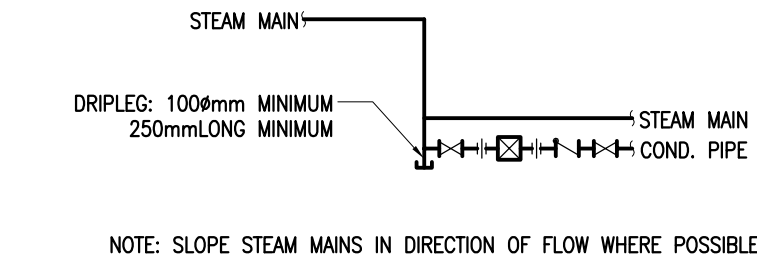 STEAM MAIN
DRIPLEG: 100ømm MINIMUM
250mmLONG MINIMUM
STEAM MAIN
COND. PIPE
NOTE: SLOPE STEAM MAINS IN DIRECTION OF FLOW WHERE POSSIBLE